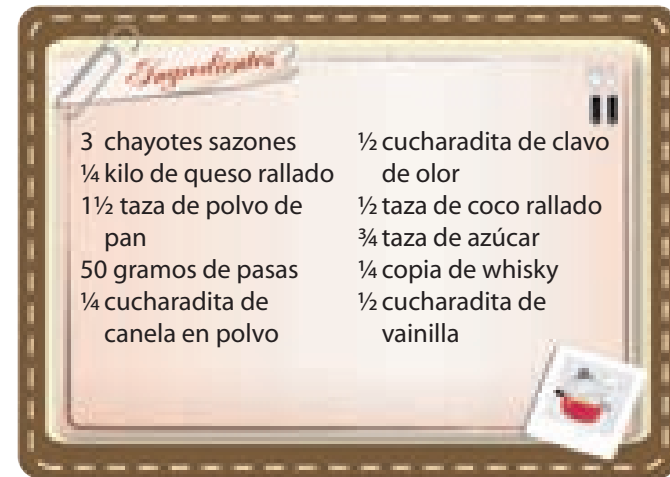 Ingredientes
3 chayotes sazones
¼ kilo de queso rallado
1½ taza de polvo de
pan
50 gramos de pasas
¼ cucharadita de
canela en polvo
½ cucharadita de clavo
de olor
½ taza de coco rallado
¾ taza de azúcar
¼ copia de whisky
½ cucharadita de
vainilla